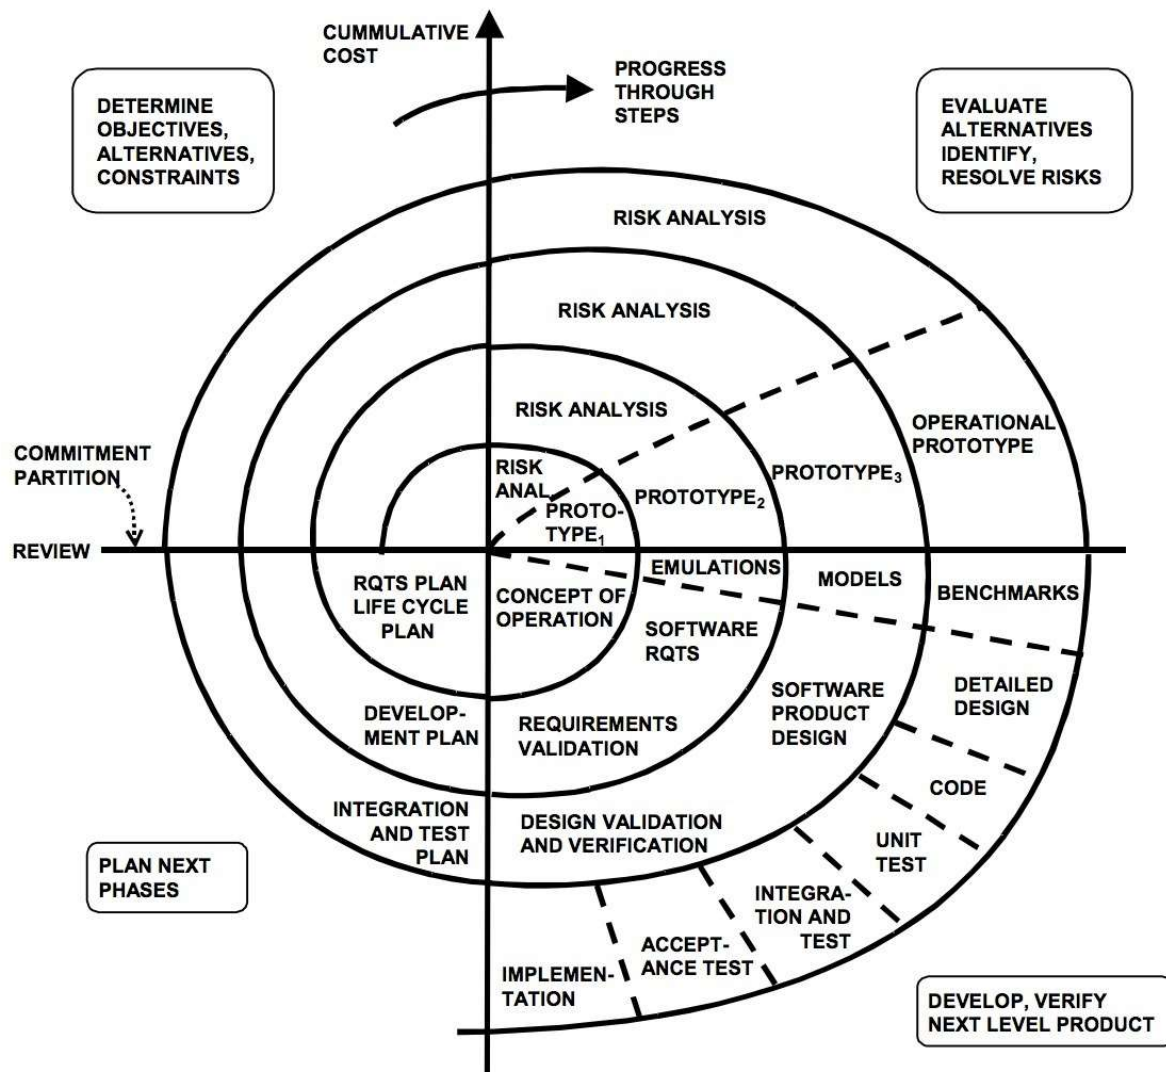 CUMMULATIVE
COST
PROGRESS
THROUGH
STEPS
DETERMINE
OBJECTIVES,
ALTERNATIVES,
CONSTRAINTS
EVALUATE
ALTERNATIVES
IDENTIFY,
RESOLVE RISKS
RISK ANALYSIS
RISK ANALYSIS
RISK ANALYSIS
RISK
ANAL.
OPERATIONAL
PROTOTYPE
PROTOTYPE3
PROTOTYPE2
PROTO-
TYPE1
COMMITMENT
PARTITION
REVIEW
EMULATIONS
MODELS
BENCHMARKS
RQTS PLAN
LIFE CYCLE
PLAN
CONCEPT OF
OPERATION
SOFTWARE
RQTS
SOFTWARE
PRODUCT
DESIGN
DETAILED
DESIGN
DEVELOP-
MENT PLAN
REQUIREMENTS
VALIDATION
CODE
INTEGRATION
AND TEST
PLAN
DESIGN VALIDATION
AND VERIFICATION
UNIT
TEST
PLAN NEXT
PHASES
INTEGRA-
TION AND
TEST
ACCEPT-
ANCE TEST
IMPLEMEN-
TATION
DEVELOP, VERIFY
NEXT LEVEL PRODUCT